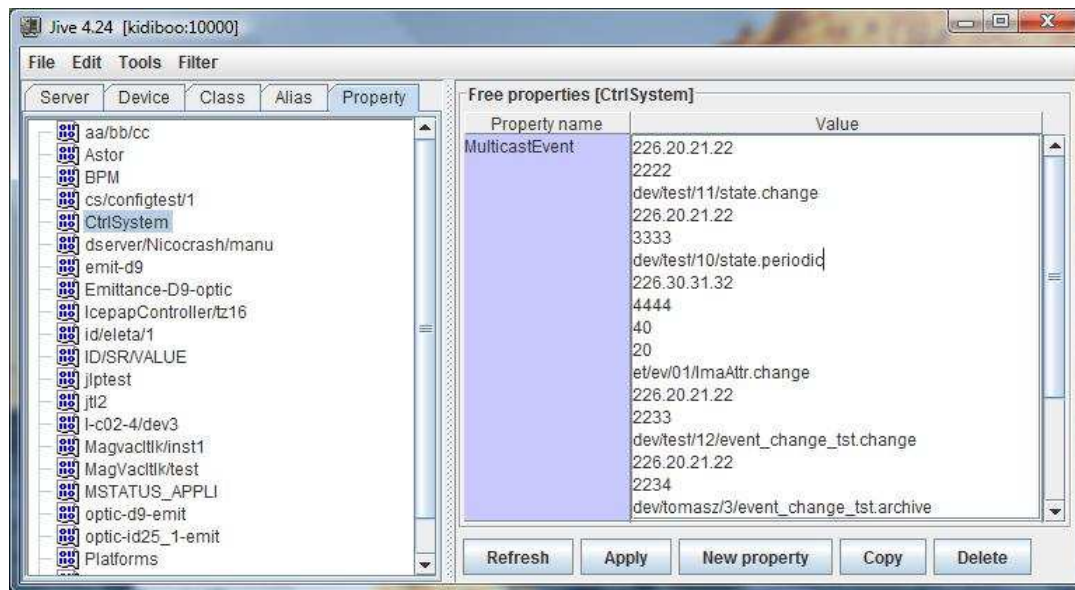 Jive 4.24 [kidiboo:10000]
File Edit Tools Filter
Server Device Class Alias Property
aa/bb/cc
Astor
BPM
cs/configtest/1
CtrlSystem
dserver/Nicocrash/manu
emit-d9
Emittance-D9-optic
IcepapController/tz16
id/eleta/1
ID/SR/VALUE
jlptest
jtl2
l-c02-4/dev3
Magvacltlk/inst1
MagVacltlk/test
MSTATUS_APPLI
optic-d9-emit
optic-id25_1-emit
Platforms
Free properties [CtrlSystem]
Property name Value
MulticastEvent 226.20.21.22
2222
dev/test/11/state.change
226.20.21.22
3333
dev/test/10/state.periodic
226.30.31.32
4444
40
20
et/ev/01/ImaAttr.change
226.20.21.22
2233
dev/test/12/event_change_tst.change
226.20.21.22
2234
dev/tomasz/3/event_change_tst.archive
Refresh Apply New property Copy Delete